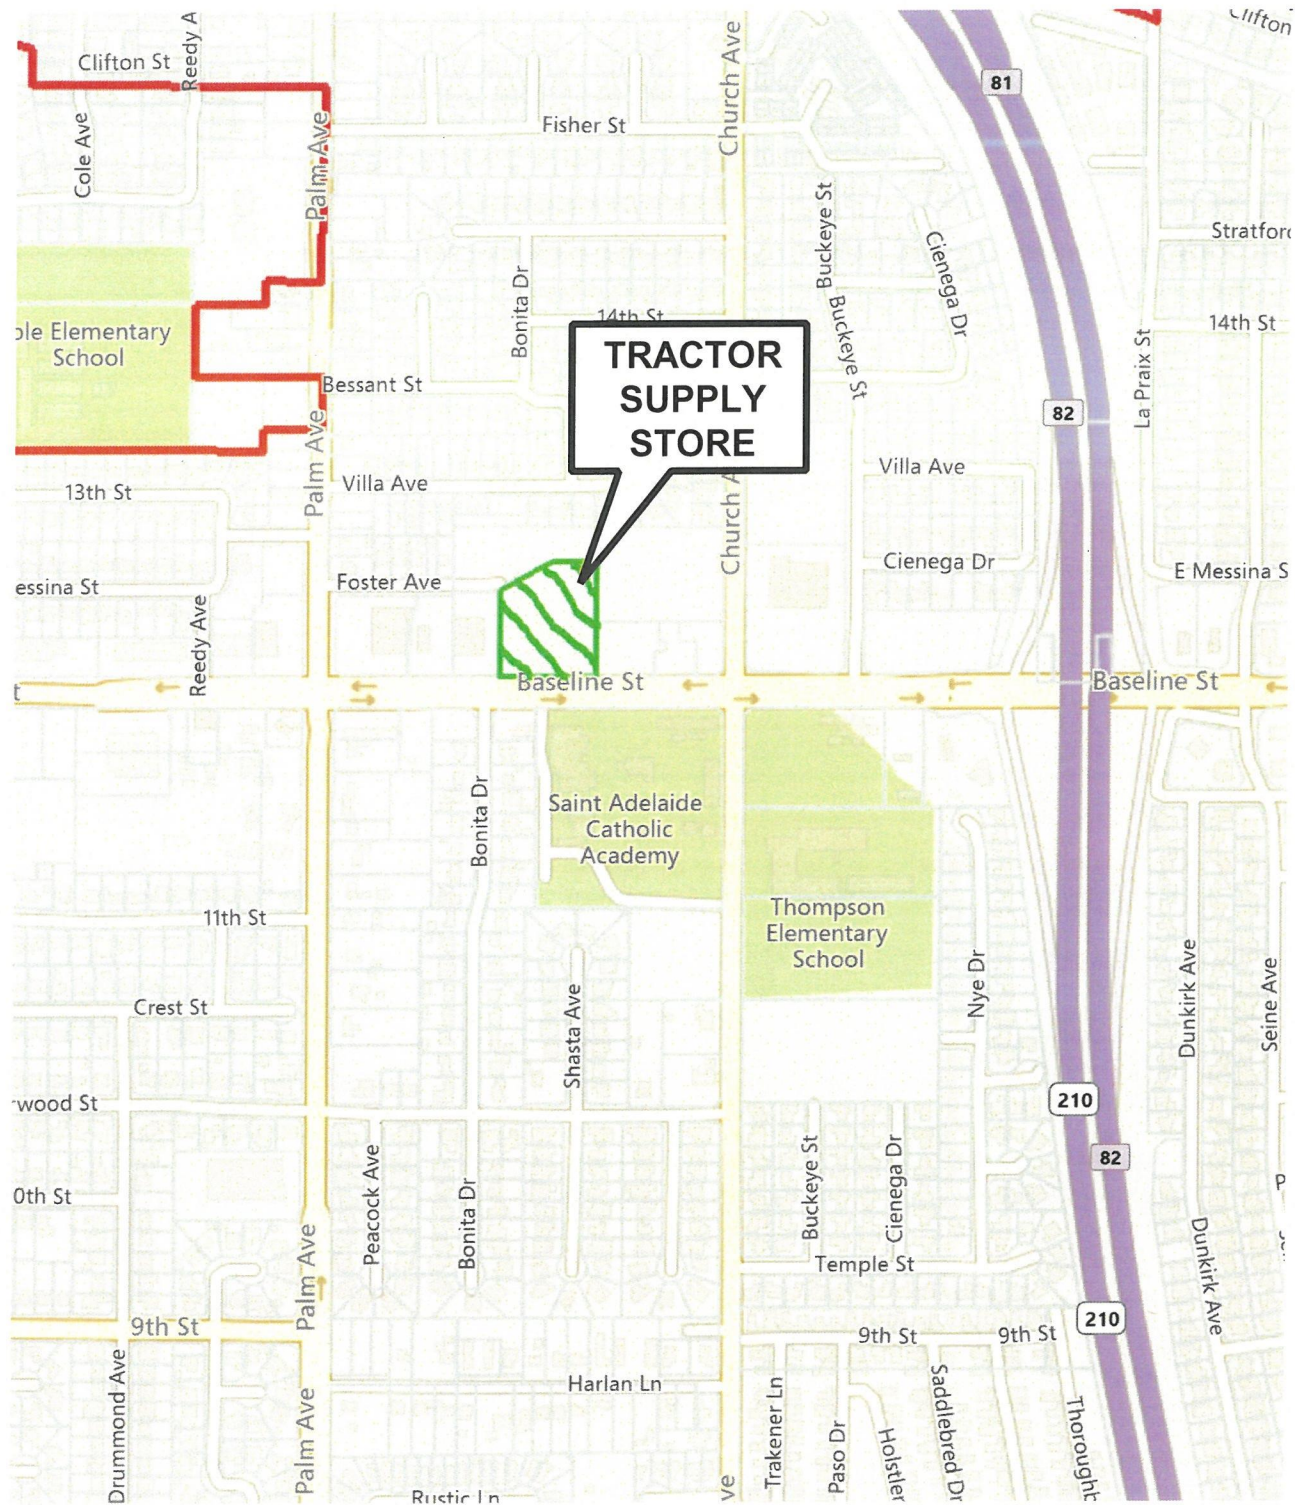 Clifton
Clifton St
Reedy A
Church Ave
81
Cole Ave
Palm Ave
Fisher St
Buckeye St
Cienega Dr
Stratford
Bonita Dr
14th St
14th St
ole Elementary
School
TRACTOR
SUPPLY
STORE
Buckeye St
La Praix St
Bessant St
82
Palm Ave
Villa Ave
Villa Ave
13th St
Church A
Cienega Dr
E Messina S
essina St
Foster Ave
Reedy Ave
Baseline St
Baseline St
t
Bonita Dr
Saint Adelaide
Catholic
Academy
11th St
Thompson
Elementary
School
Nye Dr
Dunkirk Ave
Seine Ave
Crest St
Shasta Ave
wood St
210
82
Peacock Ave
Bonita Dr
Buckeye St
Cienega Dr
0th St
P
Palm Ave
Temple St
Dunkirk Ave
9th St
210
9th St
9th St
Drummond Ave
Palm Ave
Harlan Ln
Trakener Ln
Paso Dr
Holstler
Saddlebred Dr
Thoroughb
ve
Rustic Ln